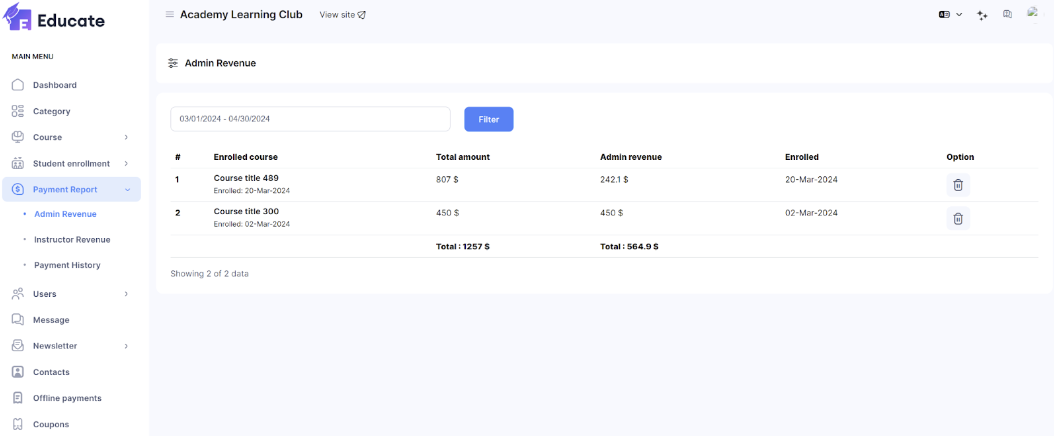 Educate
Academy Learning Club View site
MAIN MENU
Dashboard
Category
Course
Student enrollment
Payment Report
Admin Revenue
Instructor Revenue
Payment History
Users
Message
Newsletter
Contacts
Offline payments
Coupons
Admin Revenue
03/01/2024 - 04/30/2024 Filter
# Enrolled course Total amount Admin revenue Enrolled Option
1 Course title 489 807 $ 242.1 $ 20-Mar-2024
Enrolled: 20-Mar-2024
2 Course title 300 450 $ 450 $ 02-Mar-2024
Enrolled: 02-Mar-2024
Total : 1257 $ Total : 564.9 $
Showing 2 of 2 data